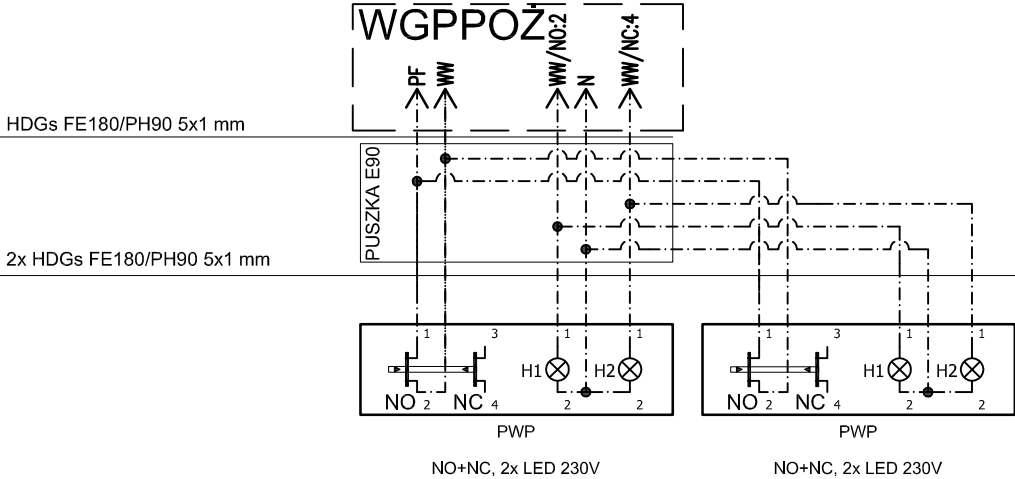 WGPPOŻ
PF
WW
WW/NO:2
N
WW/NC:4
HDGs FE180/PH90 5x1 mm
PUSZKA E90
2x HDGs FE180/PH90 5x1 mm
1 3 1 1
H1 H2
NO 2 NC 4 2 2
PWP
NO+NC, 2x LED 230V
1 3 1 1
H1 H2
NO 2 NC 4 2 2
PWP
NO+NC, 2x LED 230V